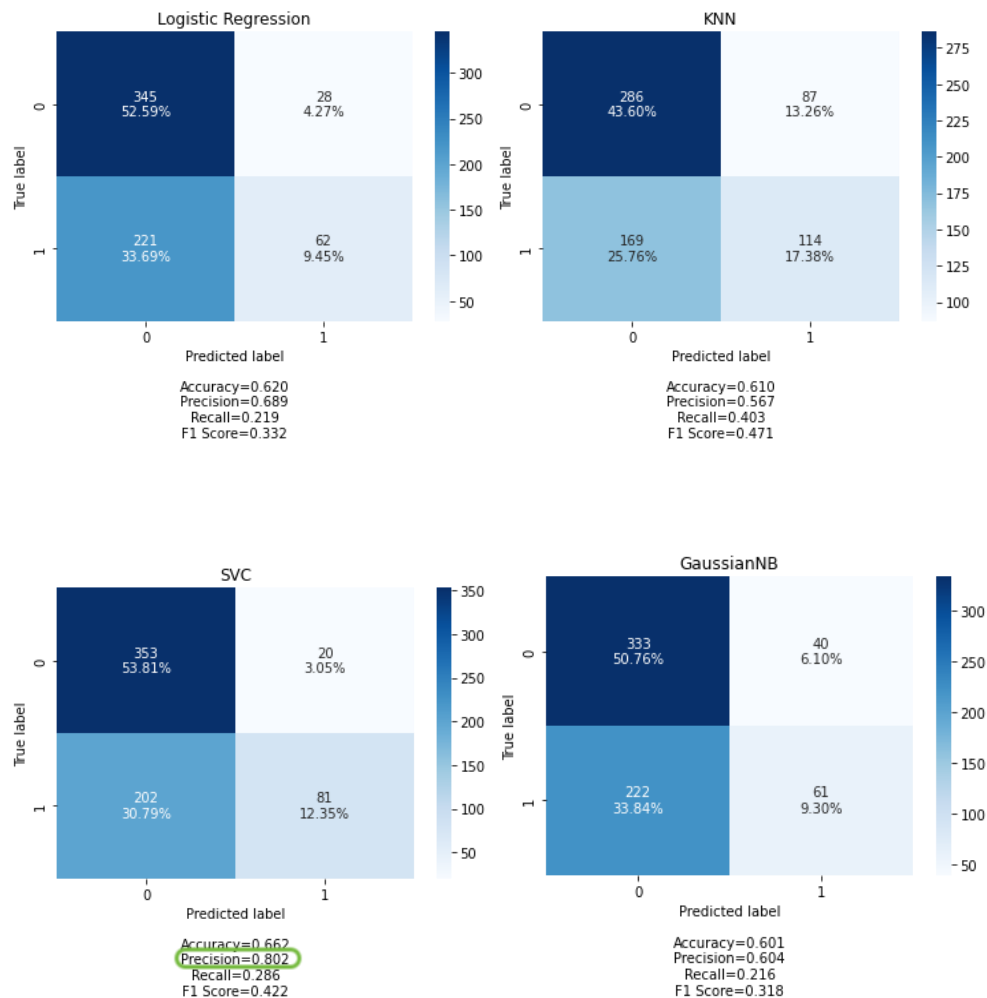 Logistic Regression
345
52.59%
28
4.27%
221
33.69%
62
9.45%
0
1
True label
0
1
Predicted label
300
250
200
150
100
50
Accuracy=0.620
Precision=0.689
Recall=0.219
F1 Score=0.332
KNN
286
43.60%
87
13.26%
169
25.76%
114
17.38%
0
1
True label
0
1
Predicted label
275
250
225
200
175
150
125
100
Accuracy=0.610
Precision=0.567
Recall=0.403
F1 Score=0.471
SVC
353
53.81%
20
3.05%
202
30.79%
81
12.35%
0
1
True label
0
1
Predicted label
350
300
250
200
150
100
50
Accuracy=0.662
Precision=0.802
Recall=0.286
F1 Score=0.422
GaussianNB
333
50.76%
40
6.10%
222
33.84%
61
9.30%
0
1
True label
0
1
Predicted label
300
250
200
150
100
50
Accuracy=0.601
Precision=0.604
Recall=0.216
F1 Score=0.318